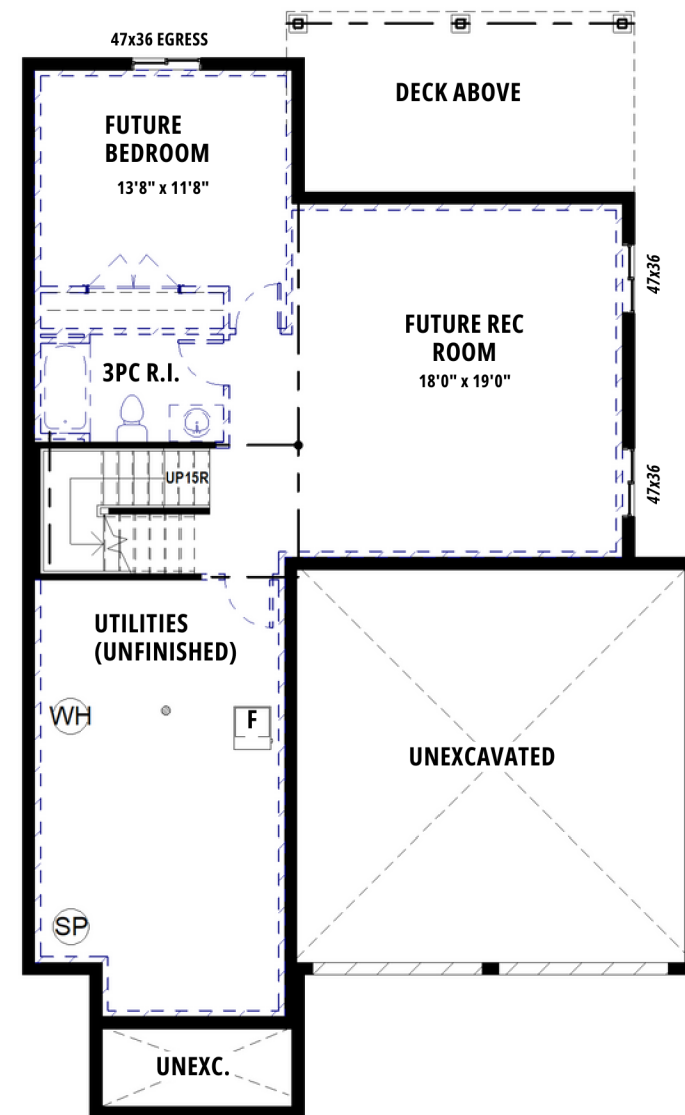 47x36 EGRESS
DECK ABOVE
FUTURE
BEDROOM
13'8" x 11'8"
47x36
FUTURE REC
ROOM
18'0" x 19'0"
3PC R.I.
47x36
UP15R
UTILITIES
(UNFINISHED)
WH
F
UNEXCAVATED
SP
UNEXC.